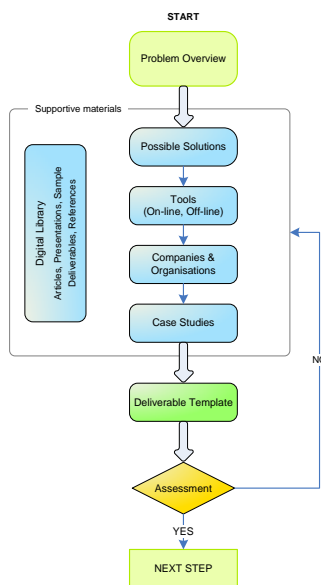 START
Problem Overview
Supportive materials
Digital Library
Articles, Presentations, Sample
Deliverables, References
Possible Solutions
Tools
(On-line, Off-line)
Companies &
Organisations
Case Studies
NO
Deliverable Template
Assessment
YES
NEXT STEP